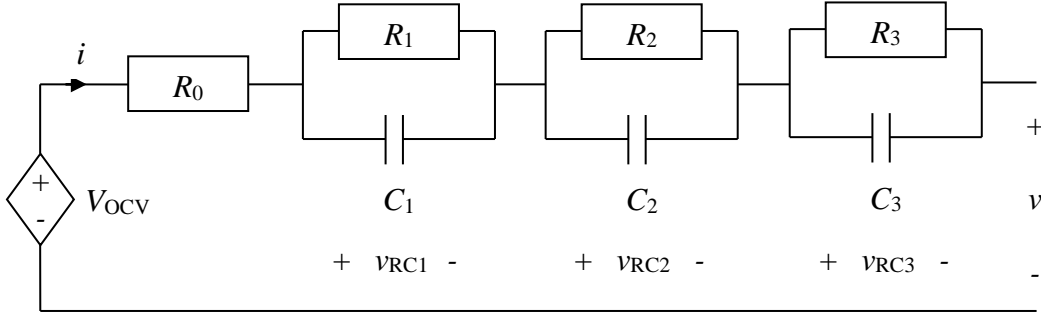 R1 R2 R3
i
R0
+
+ VOCV C1 C2 C3 v
-
+ vRC1 - + vRC2 - + vRC3 -
-